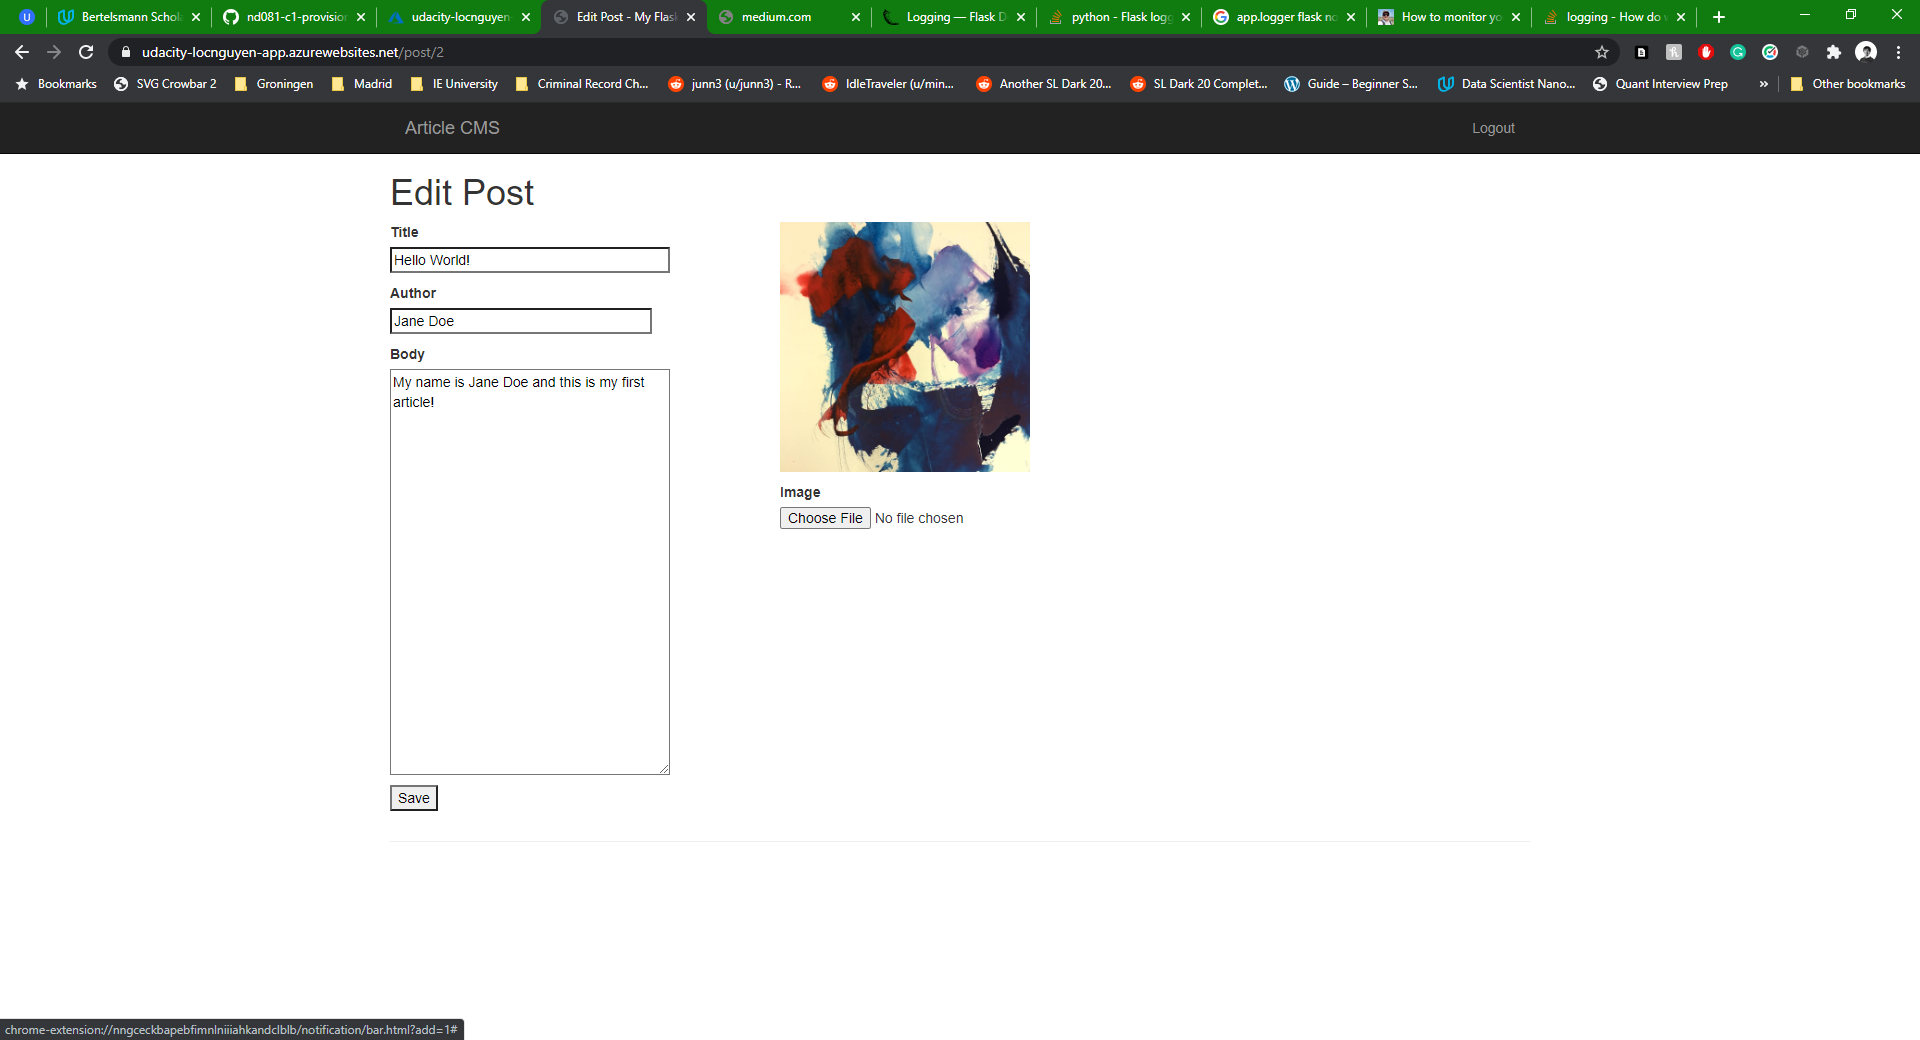 U
Bertelsmann Schol
nd081-c1-provision
udacity-locnguyen-
Edit Post - My Flas
medium.com
Logging — Flask D
python - Flask logg
app.logger flask no
How to monitor yo
logging - How do
udacity-locnguyen-app.azurewebsites.net/post/2
Bookmarks
SVG Crowbar 2
Groningen
Madrid
IE University
Criminal Record Ch...
junn3 (u/junn3) - R...
IdleTraveler (u/min...
Another SL Dark 20...
SL Dark 20 Complet...
Guide – Beginner S...
Data Scientist Nano...
Quant Interview Prep
»
Other bookmarks
Article CMS
Logout
Edit Post
Title
Hello World!
Author
Jane Doe
Body
My name is Jane Doe and this is my first
article!
Image
Choose File No file chosen
Save
chrome-extension://nngceckbapebfimnlniiiahkandclblb/notification/bar.html?add=1#